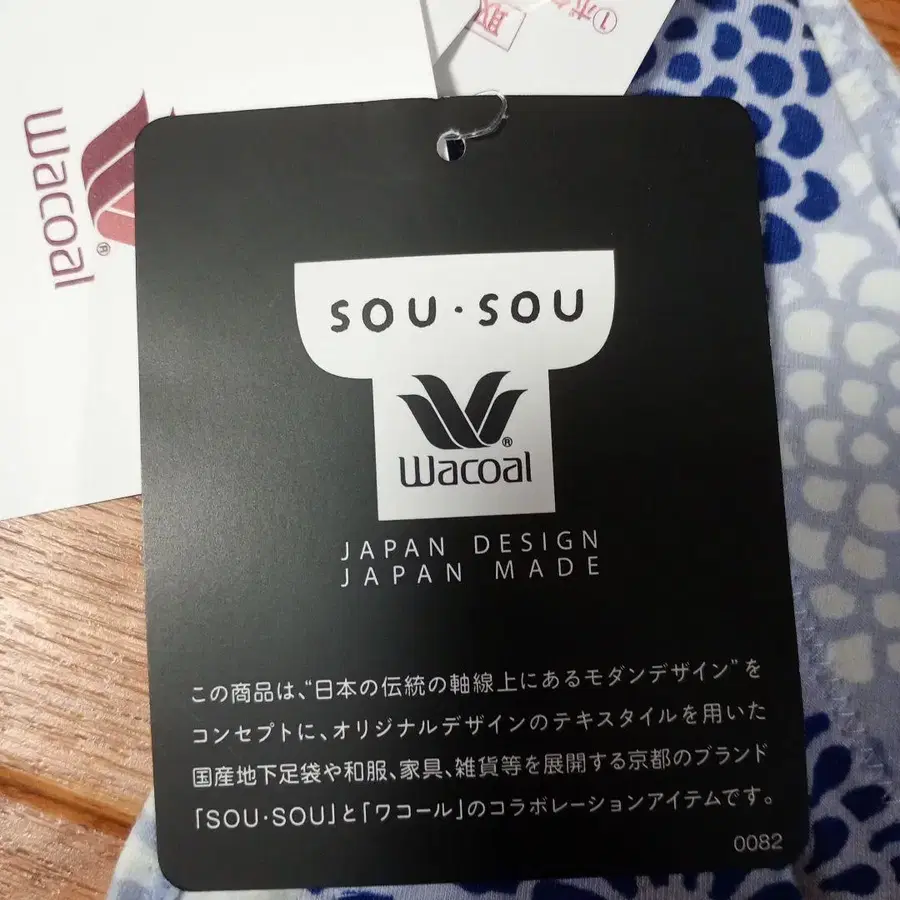 取
①ポケ
Wacoal®
SOU・SOU
®
Wacoal
JAPAN DESIGN
JAPAN MADE
この商品は、“日本の伝統の軸線上にあるモダンデザイン”を
コンセプトに、オリジナルデザインのテキスタイルを用いた
国産地下足袋や和服、家具、雑貨等を展開する京都のブランド
「SOU・SOU」と「ワコール」のコラボレーションアイテムです。
0082